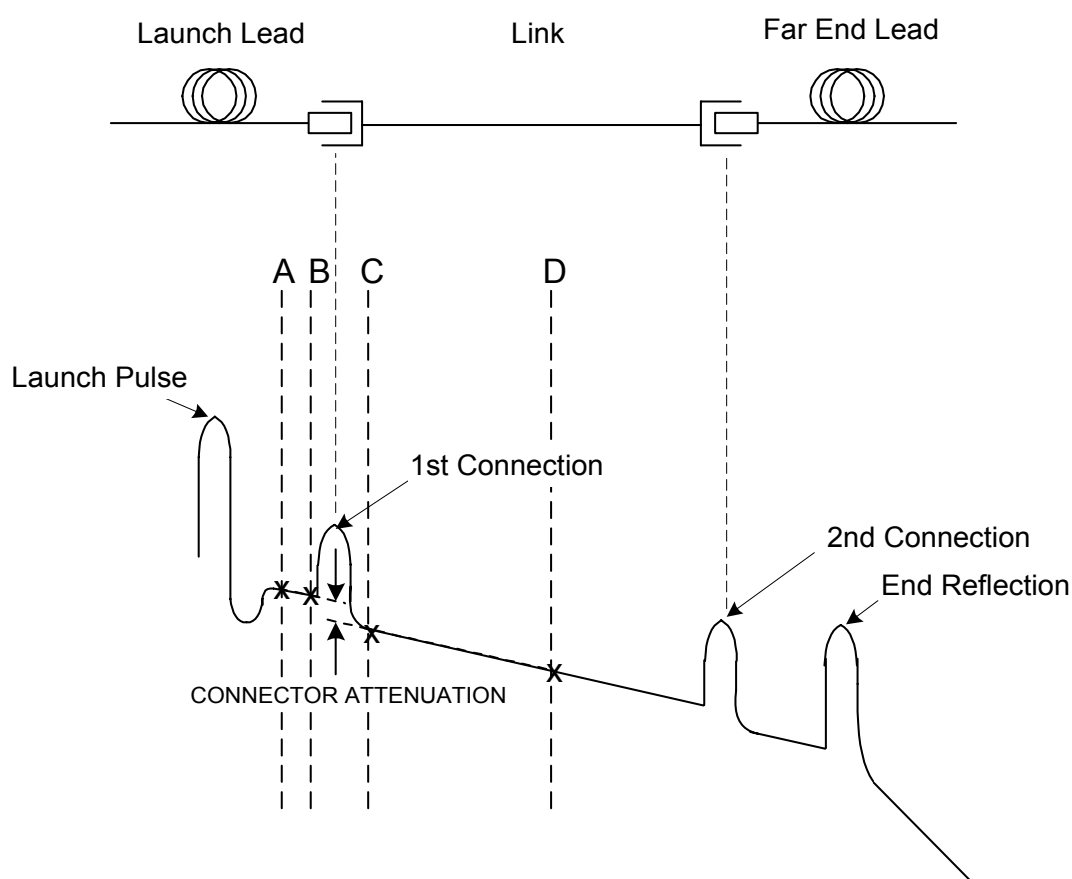 Launch Lead
Link
Far End Lead
A
B
C
D
Launch Pulse
1st Connection
2nd Connection
End Reflection
X
X
X
X
CONNECTOR ATTENUATION